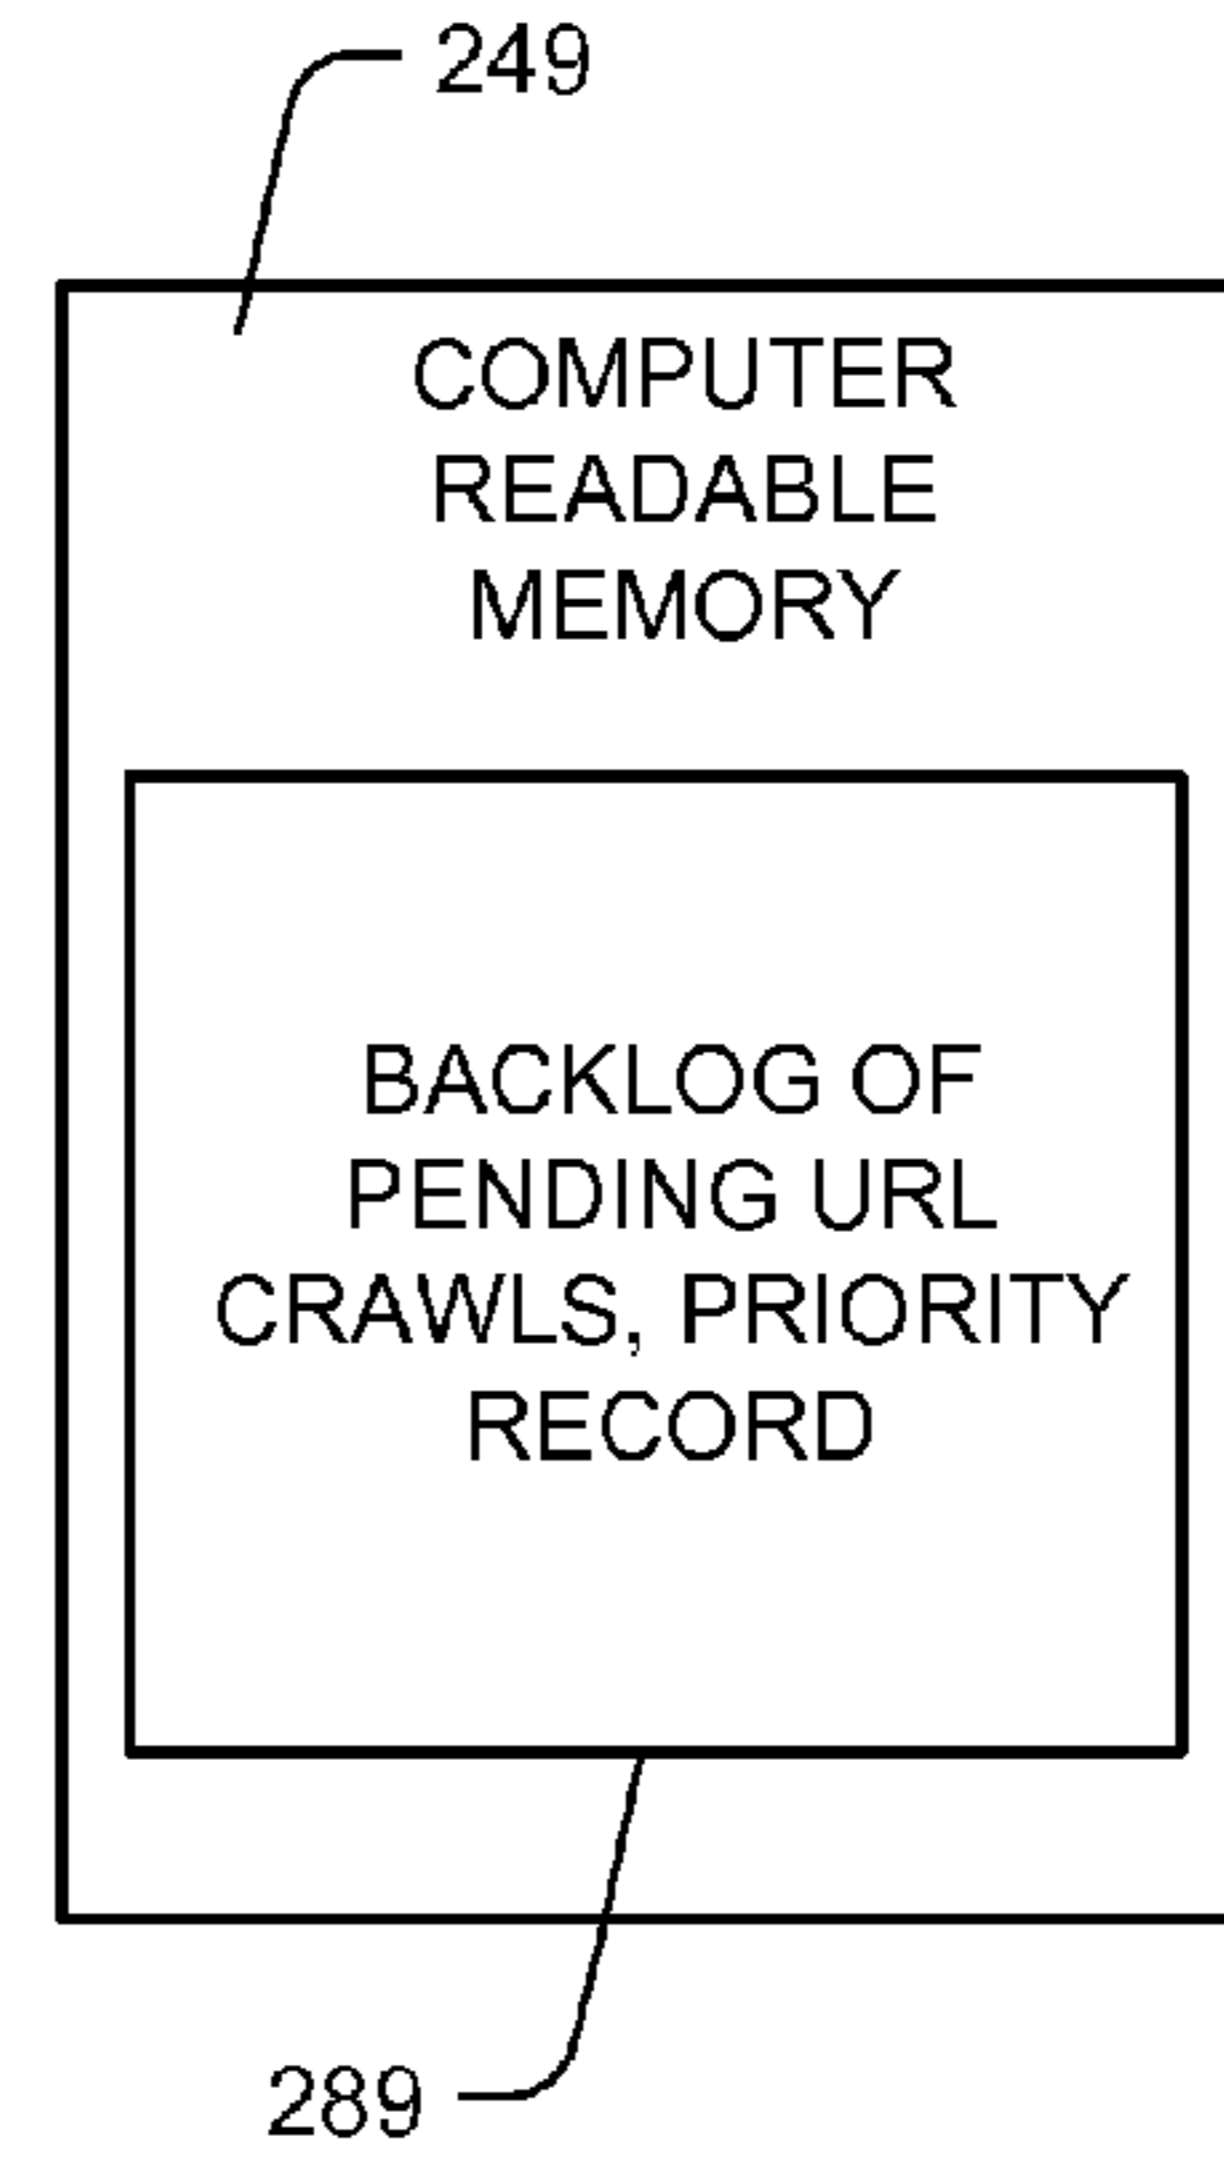 249
COMPUTER
READABLE
MEMORY
BACKLOG OF
PENDING URL
CRAWLS, PRIORITY
RECORD
289